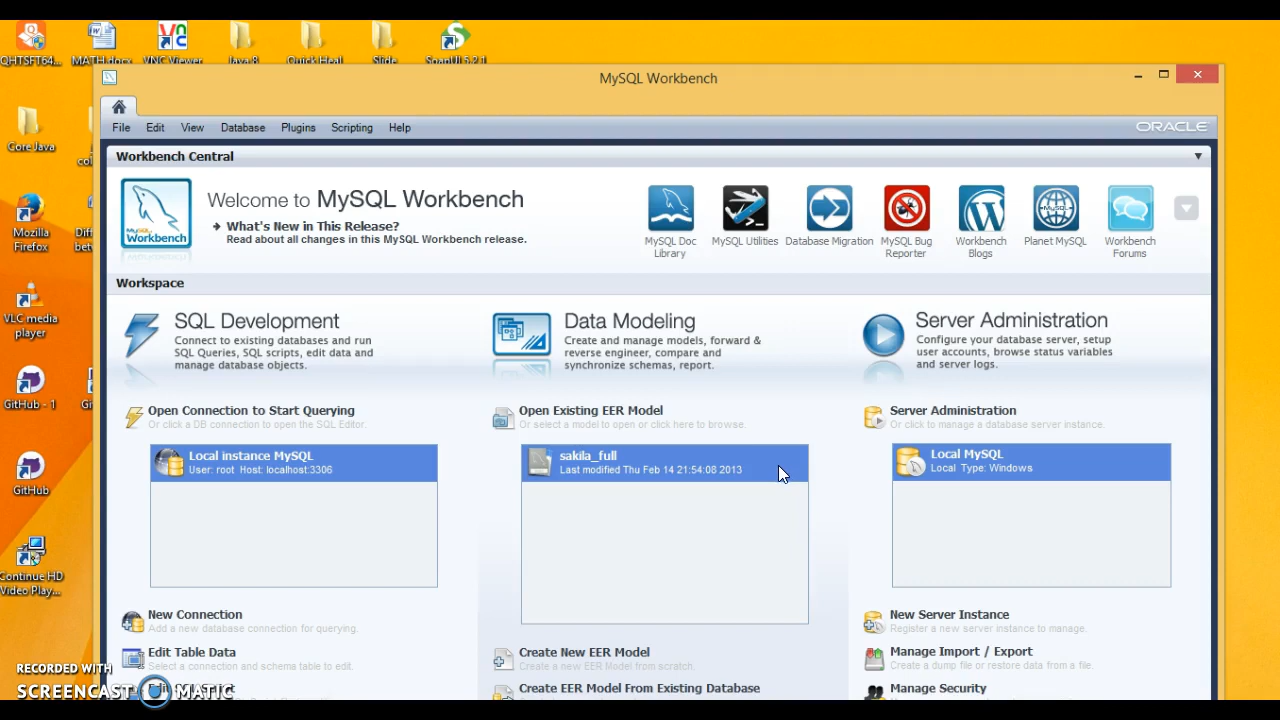 QHTSFT64...
MATH.docx
VNC Viewer
Java 8
Quick Heal
Slide
SoapUI 5.2.1
MySQL Workbench
Core Java
Mozilla
Firefox
VLC media
player
GitHub - 1
GitHub
Continue HD
Video Play...
File Edit View Database Plugins Scripting Help
ORACLE
Workbench Central
MySQL
Workbench
Welcome to MySQL Workbench
What's New in This Release?
Read about all changes in this MySQL Workbench release.
MySQL Doc
Library
MySQL Utilities
Database Migration
MySQL Bug
Reporter
Workbench
Blogs
Planet MySQL
Workbench
Forums
Workspace
SQL Development
Connect to existing databases and run
SQL Queries, SQL scripts, edit data and
manage database objects.
Open Connection to Start Querying
Or click a DB connection to open the SQL Editor.
Local instance MySQL
User: root Host: localhost:3306
New Connection
Add a new database connection for querying.
Edit Table Data
Select a connection and schema table to edit.
Data Modeling
Create and manage models, forward &
reverse engineer, compare and
synchronize schemas, report.
Open Existing EER Model
Or select a model to open or click here to browse.
sakila_full
Last modified Thu Feb 14 21:54:08 2013
Create New EER Model
Create a new EER Model from scratch.
Create EER Model From Existing Database
Server Administration
Configure your database server, setup
user accounts, browse status variables
and server logs.
Server Administration
Or click to manage a database server instance.
Local MySQL
Local Type: Windows
New Server Instance
Register a new server instance to manage.
Manage Import / Export
Create a dump file or restore data from a file.
Manage Security
RECORDED WITH
SCREENCAST MATIC